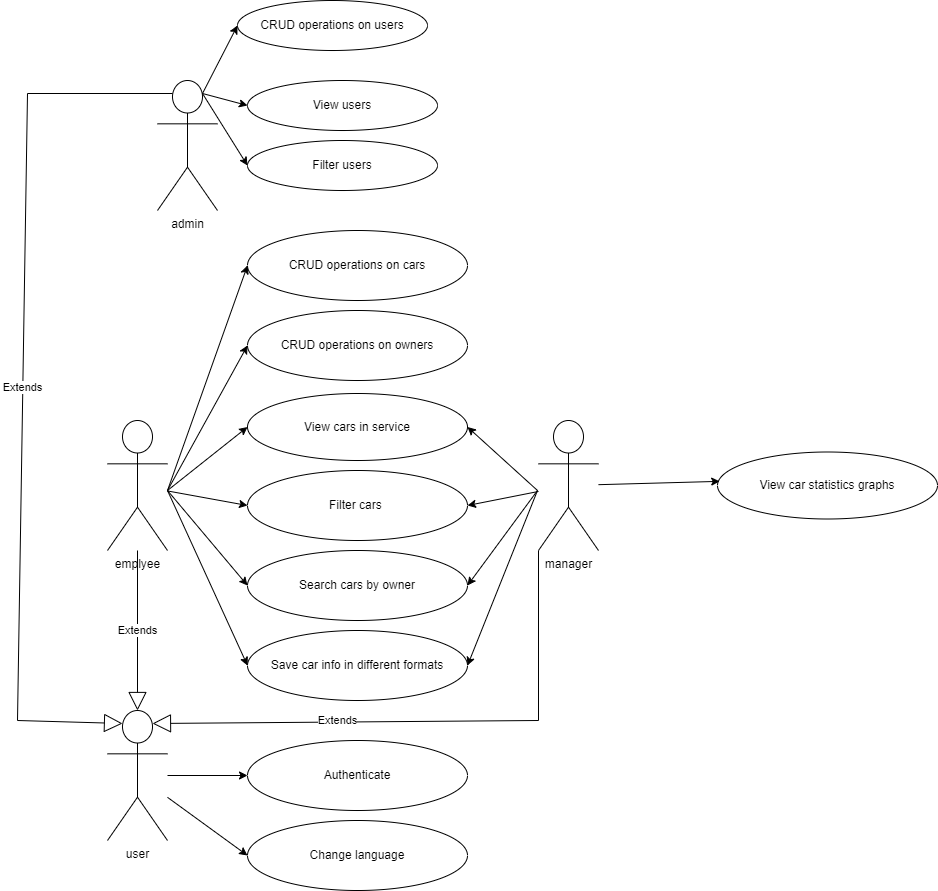 CRUD operations on users
View users
Filter users
admin
CRUD operations on cars
CRUD operations on owners
Extends
View cars in service
View car statistics graphs
Filter cars
emplyee
manager
Search cars by owner
Extends
Save car info in different formats
Extends
Authenticate
user
Change language